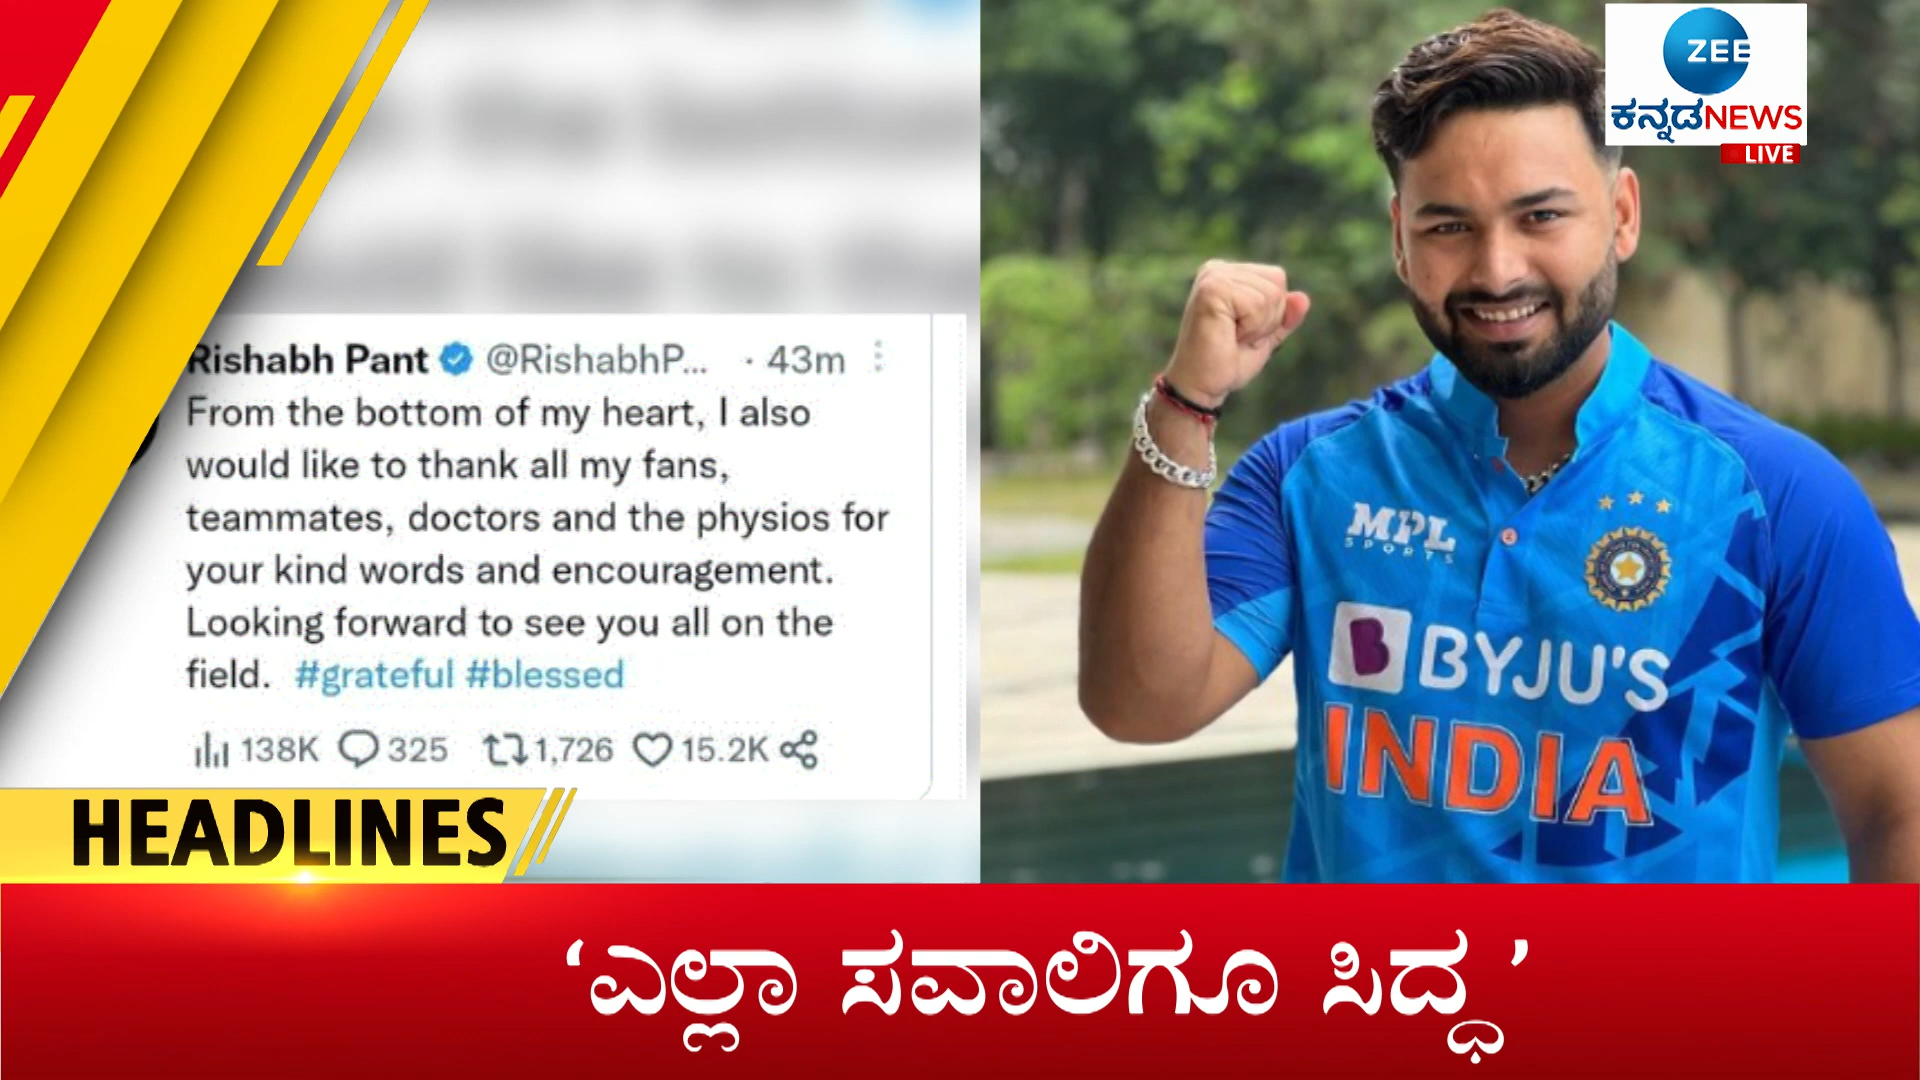 ZEE
ಕನ್ನಡNEWS
LIVE
Rishabh Pant @RishabhP... · 43m
From the bottom of my heart, I also
would like to thank all my fans,
teammates, doctors and the physios for
your kind words and encouragement.
Looking forward to see you all on the
field. #grateful #blessed
138K 325 1,726 15.2K
MPL
SPORTS
BBYJU'S
INDIA
HEADLINES
‘ಎಲ್ಲಾ ಸವಾಲಿಗೂ ಸಿದ್ಧ’